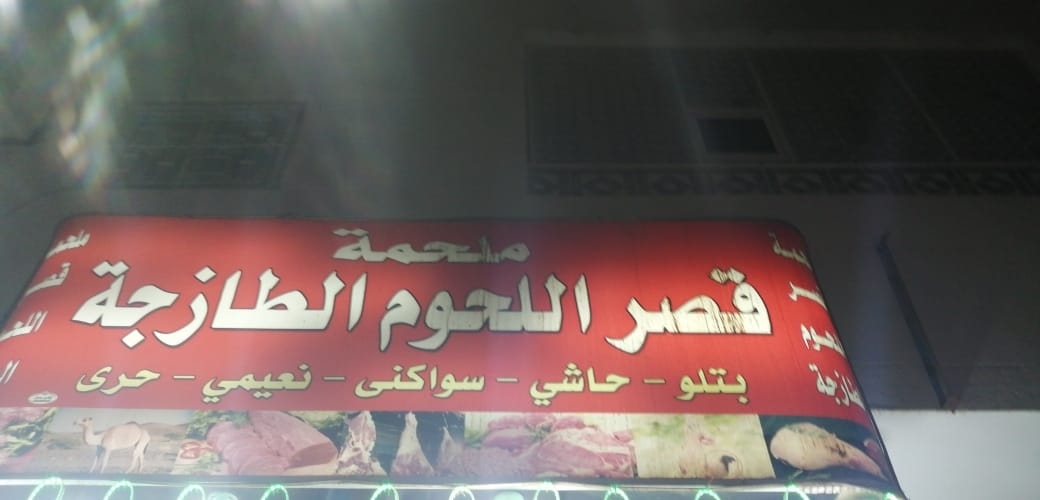 ملحمة
قصر اللحوم الطازجة
بتلو - حاشي - سواكنى - نعيمي - حرى